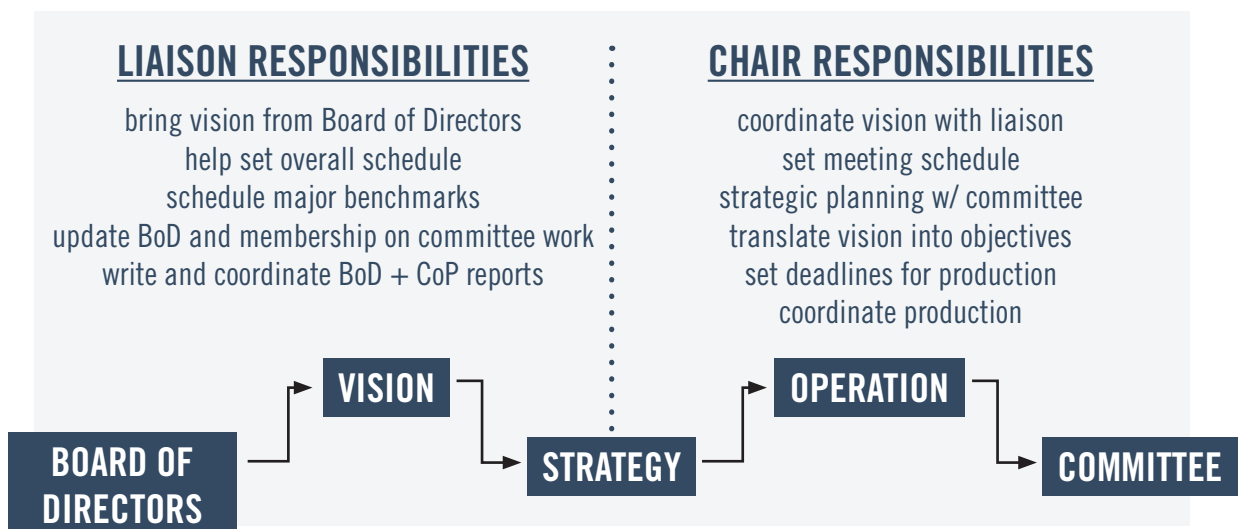 LIAISON RESPONSIBILITIES
bring vision from Board of Directors
help set overall schedule
schedule major benchmarks
update BoD and membership on committee work
write and coordinate BoD + CoP reports
CHAIR RESPONSIBILITIES
coordinate vision with liaison
set meeting schedule
strategic planning w/ committee
translate vision into objectives
set deadlines for production
coordinate production
BOARD OF
DIRECTORS
VISION
STRATEGY
OPERATION
COMMITTEE